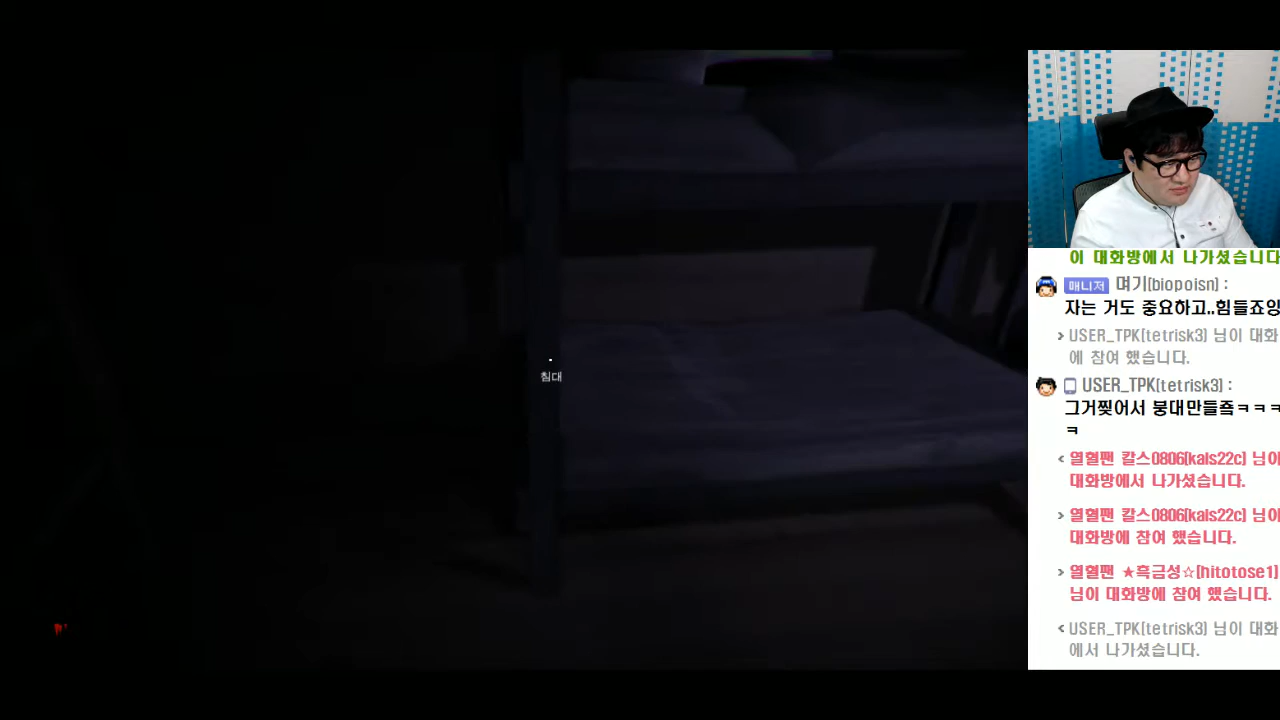 침대
이 대화방에서 나가셨습니다
매니저 며기[biopoisn] :
자는 거도 중요하고..힘들죠잉
> USER_TPK[tetrisk3] 님이 대화
에 참여 했습니다.
USER_TPK[tetrisk3] :
그거찢어서 붕대만들죸ㅋㅋㅋ
ㅋ
< 열혈팬 칼스0806[kals22c] 님이
대화방에서 나가셨습니다.
> 열혈팬 칼스0806[kals22c] 님이
대화방에 참여 했습니다.
> 열혈팬 ★흑금성☆[hitotose1]
님이 대화방에 참여 했습니다.
< USER_TPK[tetrisk3] 님이 대화
에서 나가셨습니다.